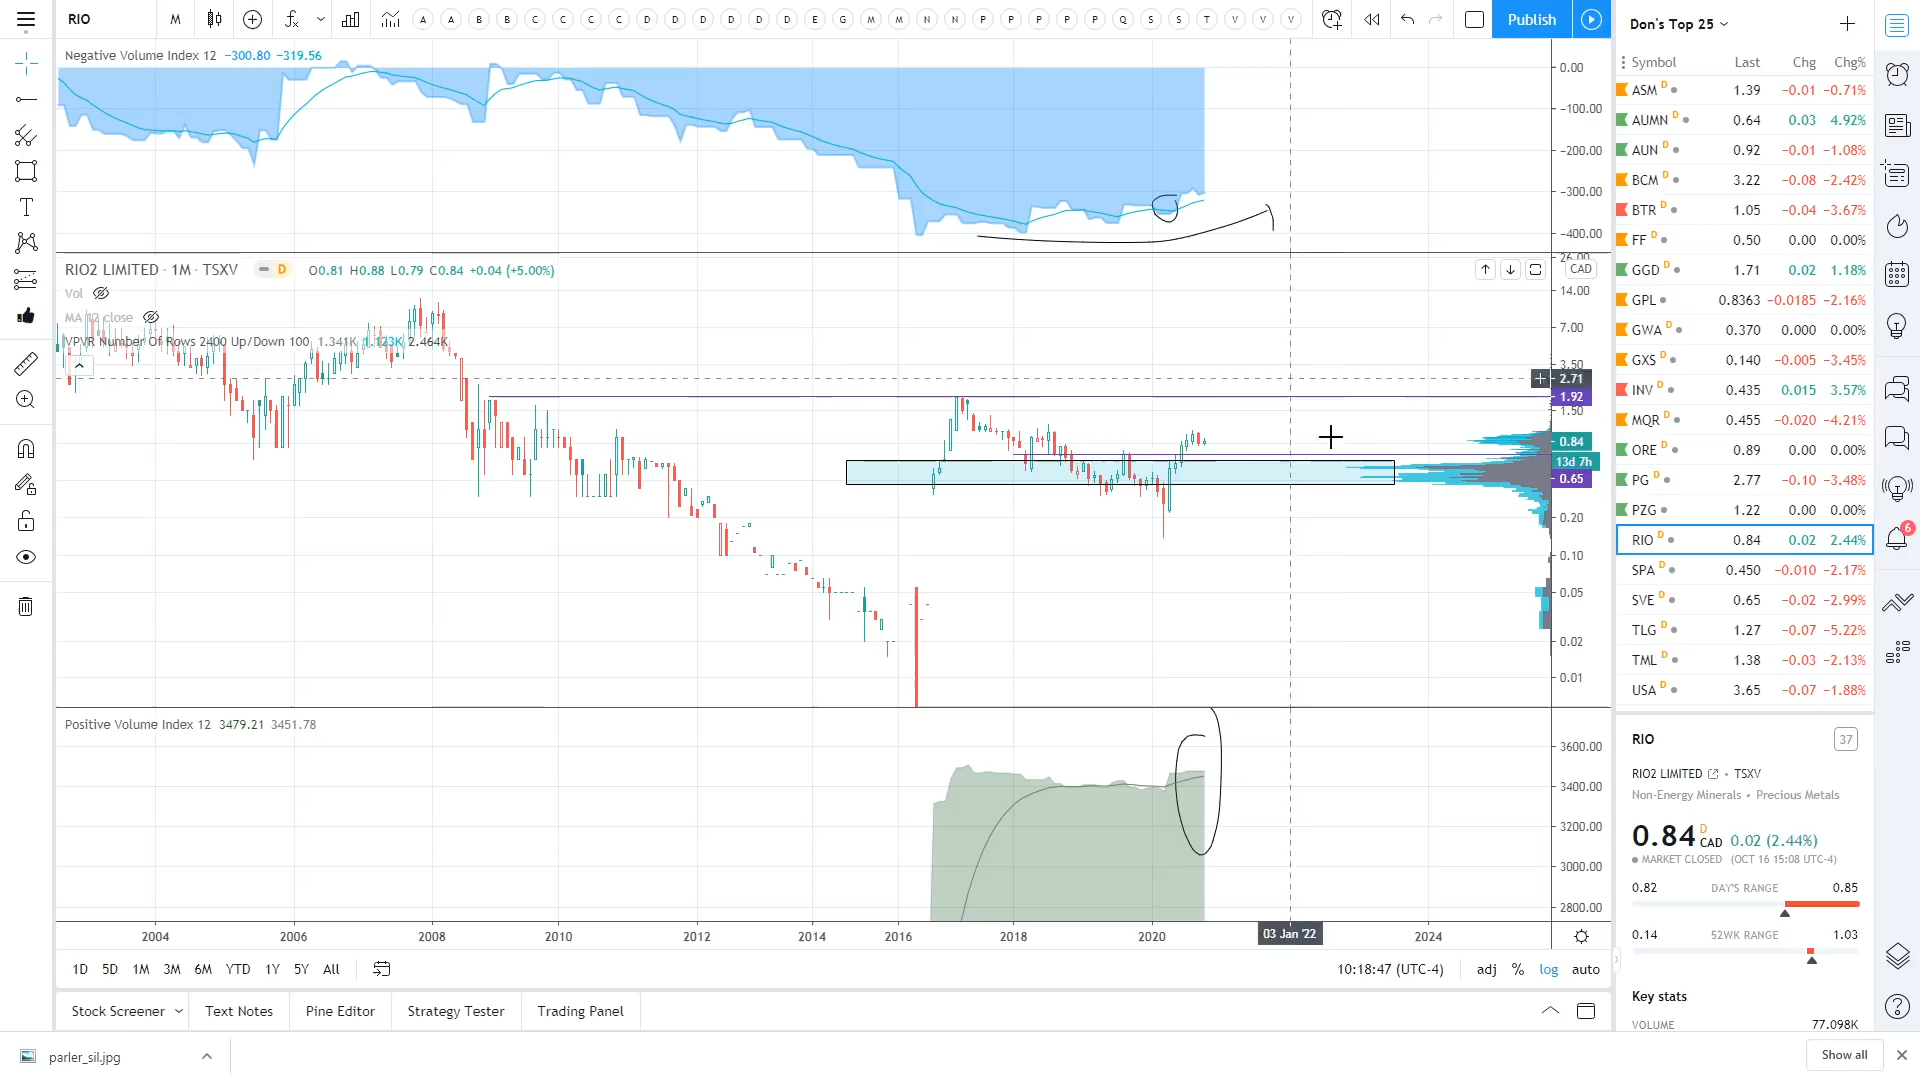 RIO M A A B B C C C C D D D D D D E G M M N N P P P P P Q S S T V V V Publish
Don's Top 25
Symbol Last Chg Chg%
Negative Volume Index 12 −300.80 −319.56
0.00
−100.00
−200.00
−300.00
−400.00
RIO2 LIMITED · 1M · TSXV D O0.81 H0.88 L0.79 C0.84 +0.04 (+5.00%)
CAD
Vol
MA 12 close
VPVR Number Of Rows 2400 Up/Down 100 1.341K 1.123K 2.464K
26.00
14.00
7.00
3.50
2.71
1.92
1.50
0.84
13d 7h
0.65
0.20
0.10
0.05
0.02
0.01
Positive Volume Index 12 3479.21 3451.78
3600.00
3400.00
3200.00
3000.00
2800.00
2004 2006 2008 2010 2012 2014 2016 2018 2020 03 Jan '22 2024
1D 5D 1M 3M 6M YTD 1Y 5Y All
10:18:47 (UTC-4) adj % log auto
Stock Screener Text Notes Pine Editor Strategy Tester Trading Panel
parler_sil.jpg
Show all
ASM D 1.39 −0.01 −0.71%
AUMN D 0.64 0.03 4.92%
AUN D 0.92 −0.01 −1.08%
BCM D 3.22 −0.08 −2.42%
BTR D 1.05 −0.04 −3.67%
FF D 0.50 0.00 0.00%
GGD D 1.71 0.02 1.18%
GPL 0.8363 −0.0185 −2.16%
GWA D 0.370 0.000 0.00%
GXS D 0.140 −0.005 −3.45%
INV D 0.435 0.015 3.57%
MQR D 0.455 −0.020 −4.21%
ORE D 0.89 0.00 0.00%
PG D 2.77 −0.10 −3.48%
PZG D 1.22 0.00 0.00%
RIO D 0.84 0.02 2.44%
SPA D 0.450 −0.010 −2.17%
SVE D 0.65 −0.02 −2.99%
TLG D 1.27 −0.07 −5.22%
TML D 1.38 −0.03 −2.13%
USA D 3.65 −0.07 −1.88%
RIO 37
RIO2 LIMITED • TSXV
Non-Energy Minerals • Precious Metals
0.84 D CAD 0.02 (2.44%)
MARKET CLOSED (OCT 16 15:08 UTC-4)
0.82 DAY'S RANGE 0.85
0.14 52WK RANGE 1.03
Key stats
VOLUME 77.098K
6